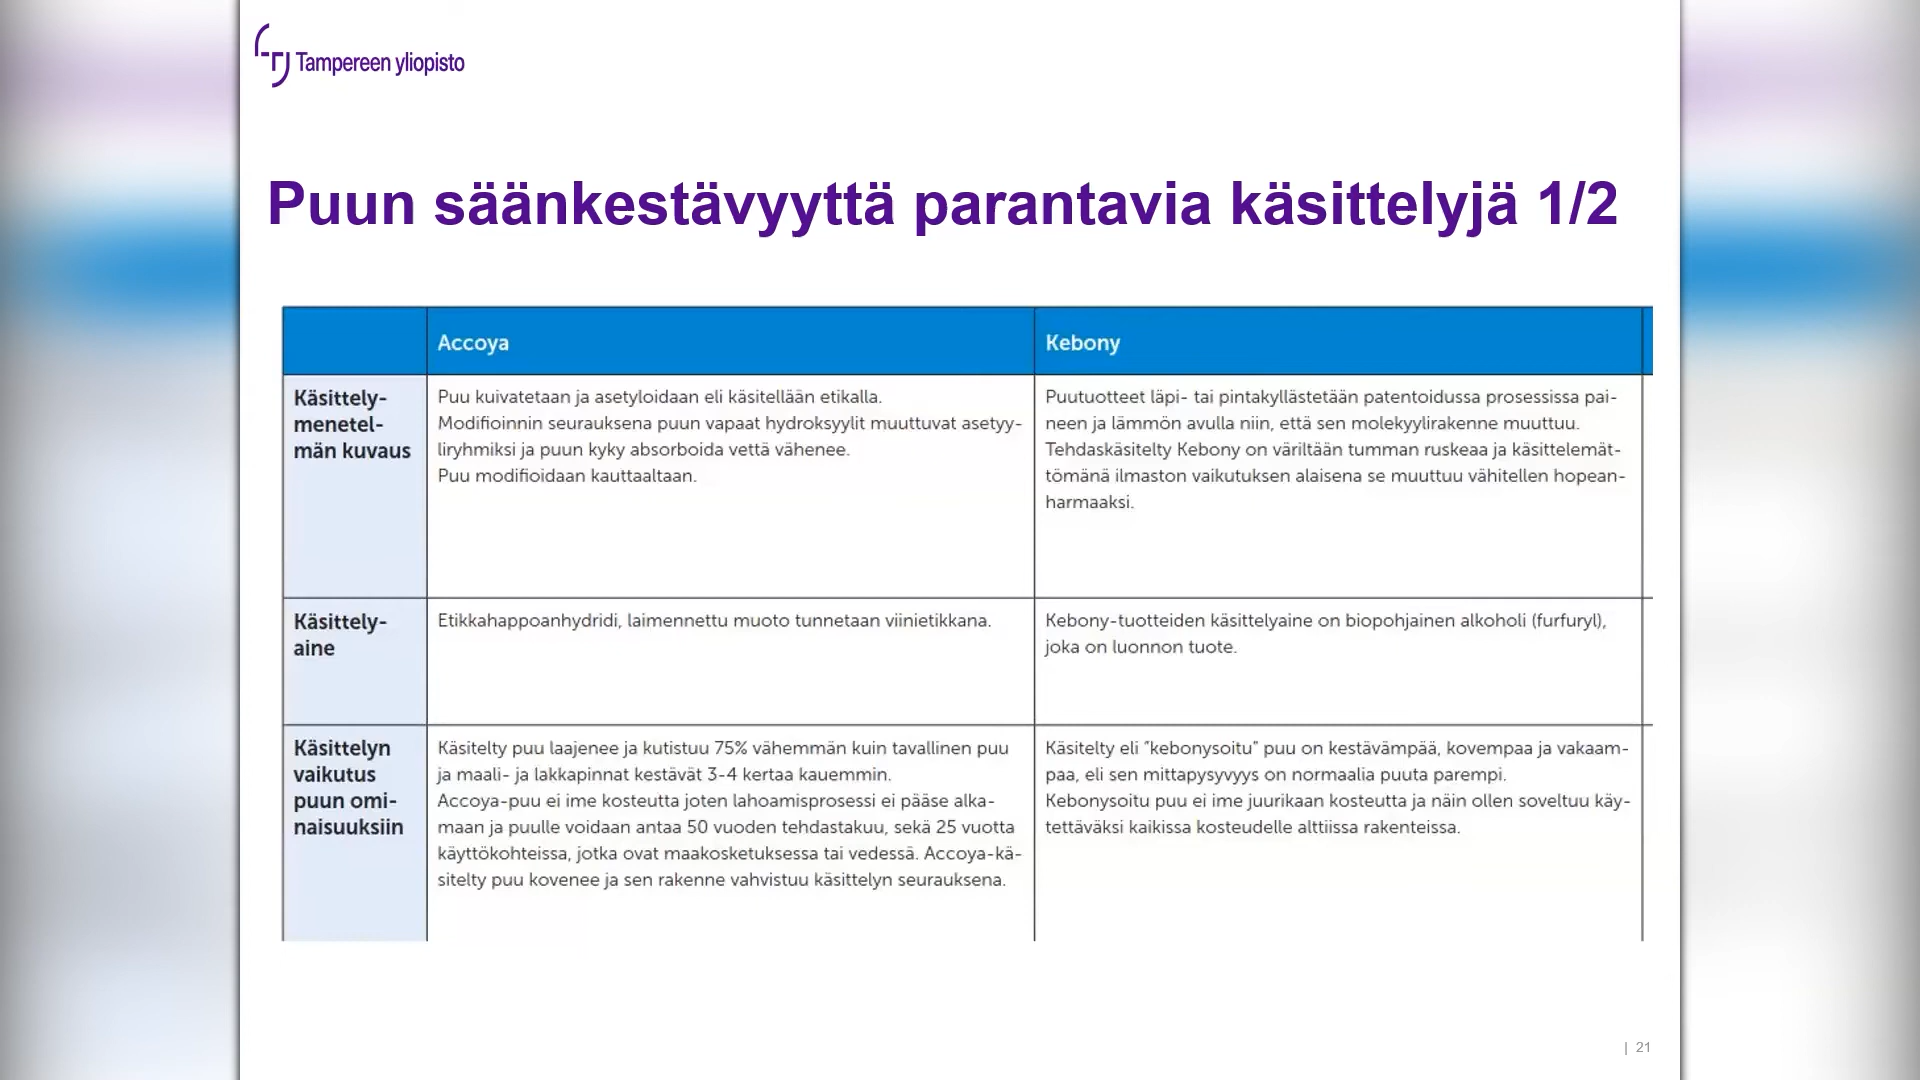 Tampereen yliopisto
Puun säänkestävyyttä parantavia käsittelyjä 1/2
Accoya
Kebony
Käsittely-
menetel-
män kuvaus
Puu kuivatetaan ja asetyloidaan eli käsitellään etikalla.
Modifioinnin seurauksena puun vapaat hydroksyylit muuttuvat asetyy-
liryhmiksi ja puun kyky absorboida vettä vähenee.
Puu modifioidaan kauttaaltaan.
Puutuotteet läpi- tai pintakyllästetään patentoidussa prosessissa pai-
neen ja lämmön avulla niin, että sen molekyylirakenne muuttuu.
Tehdaskäsitelty Kebony on väriltään tumman ruskeaa ja käsittelemät-
tömänä ilmaston vaikutuksen alaisena se muuttuu vähitellen hopean-
harmaaksi.
Käsittely-
aine
Etikkahappoanhydridi, laimennettu muoto tunnetaan viinietikkana.
Kebony-tuotteiden käsittelyaine on biopohjainen alkoholi (furfuryl),
joka on luonnon tuote.
Käsittelyn
vaikutus
puun omi-
naisuuksiin
Käsitelty puu laajenee ja kutistuu 75% vähemmän kuin tavallinen puu
ja maali- ja lakkapinnat kestävät 3-4 kertaa kauemmin.
Accoya-puu ei ime kosteutta joten lahoamisprosessi ei pääse alka-
maan ja puulle voidaan antaa 50 vuoden tehdastakuu, sekä 25 vuotta
käyttökohteissa, jotka ovat maakosketuksessa tai vedessä. Accoya-kä-
sitelty puu kovenee ja sen rakenne vahvistuu käsittelyn seurauksena.
Käsitelty eli "kebonysoitu" puu on kestävämpää, kovempaa ja vakaam-
paa, eli sen mittapysyvyys on normaalia puuta parempi.
Kebonysoitu puu ei ime juurikaan kosteutta ja näin ollen soveltuu käy-
tettäväksi kaikissa kosteudelle alttiissa rakenteissa.
| 21